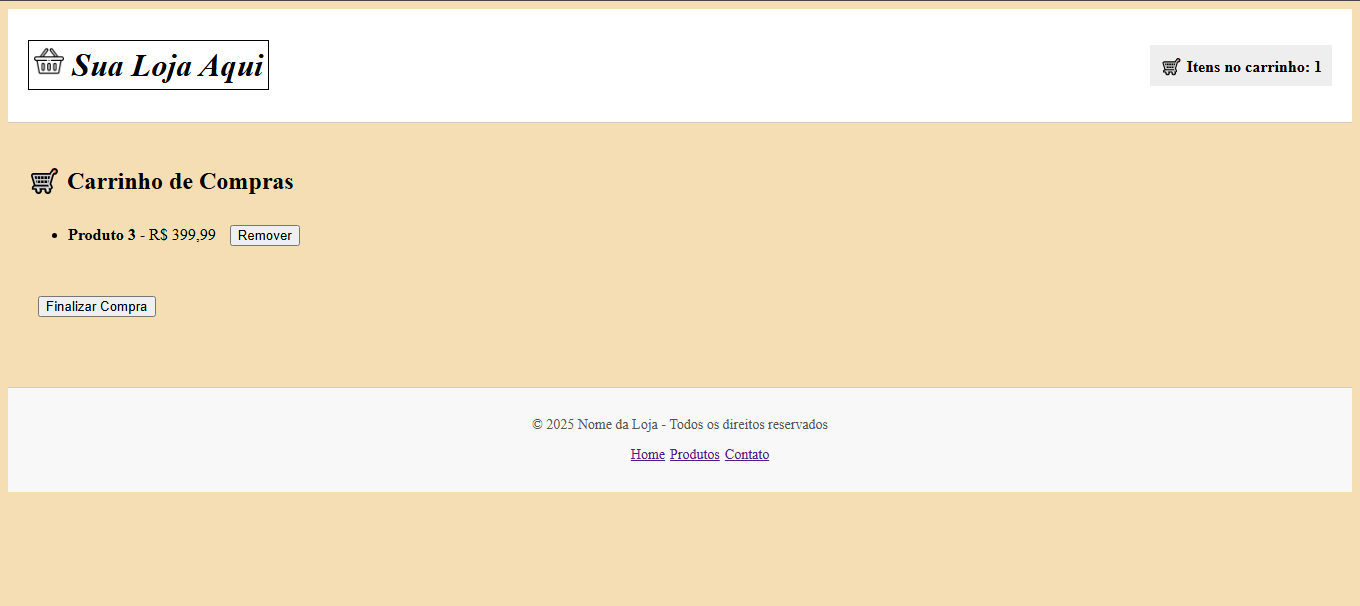 Sua Loja Aqui
Itens no carrinho: 1
Carrinho de Compras
Produto 3 - R$ 399,99 Remover
Finalizar Compra
© 2025 Nome da Loja - Todos os direitos reservados
Home Produtos Contato